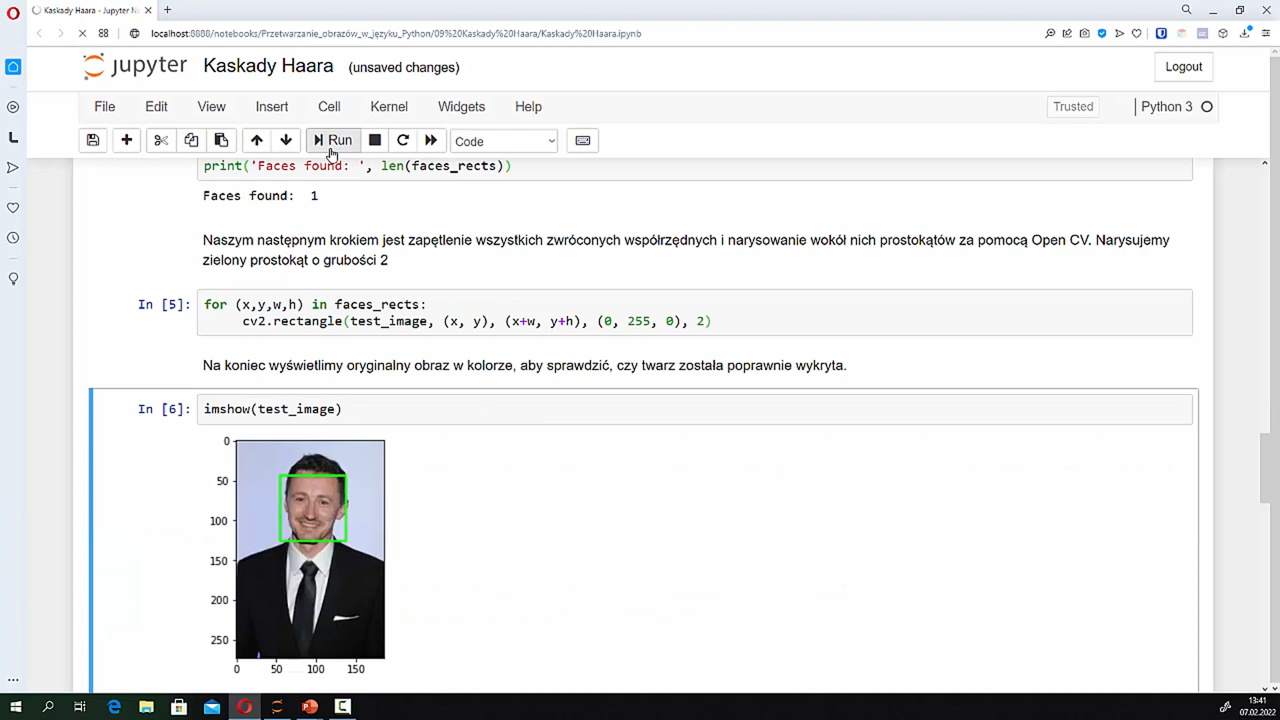 Kaskady Haara - Jupyter N
localhost:8888/notebooks/Przetwarzanie_obrazów_w_języku_Python/09%20Kaskady%20Haara/Kaskady%20Haara.ipynb
jupyter Kaskady Haara (unsaved changes) Logout
File Edit View Insert Cell Kernel Widgets Help Trusted Python 3
Run Code
print('Faces found: ', len(faces_rects))
Faces found: 1
Naszym następnym krokiem jest zapętlenie wszystkich zwróconych współrzędnych i narysowanie wokół nich prostokątów za pomocą Open CV. Narysujemy
zielony prostokąt o grubości 2
In [5]: for (x,y,w,h) in faces_rects:
cv2.rectangle(test_image, (x, y), (x+w, y+h), (0, 255, 0), 2)
Na koniec wyświetlimy oryginalny obraz w kolorze, aby sprawdzić, czy twarz została poprawnie wykryta.
In [6]: imshow(test_image)
0
50
100
150
200
250
0 50 100 150
13:41
07.02.2022